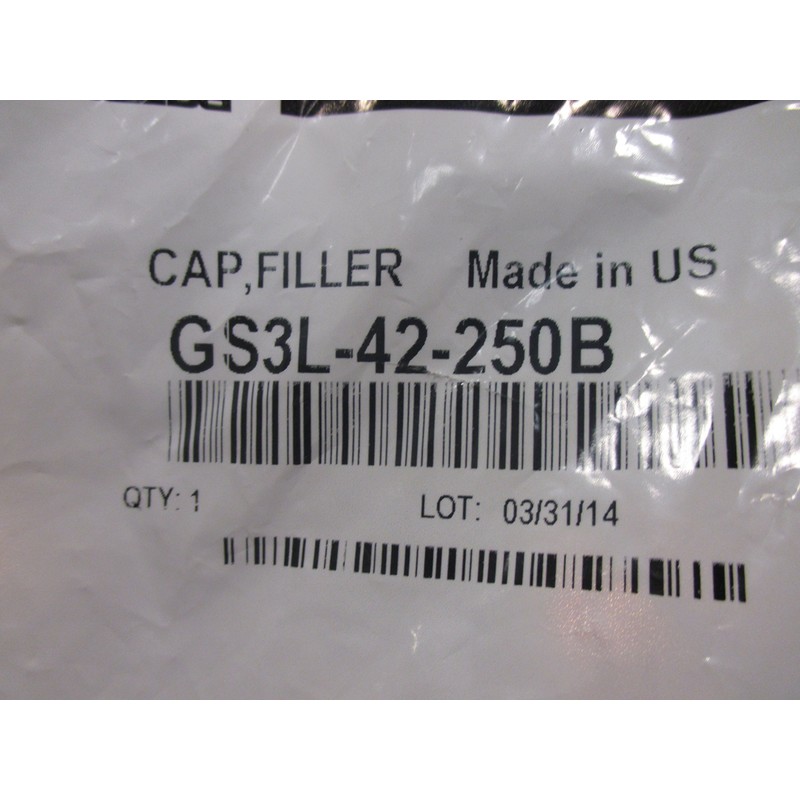 CAP,FILLER Made in US
GS3L-42-250B
QTY: 1 LOT: 03/31/14